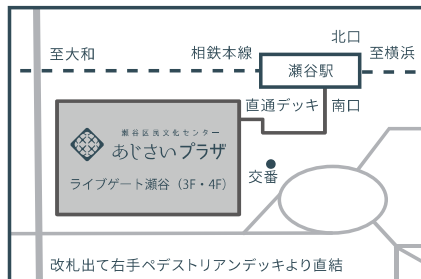 北口
至大和
相鉄本線
至横浜
瀬谷駅
直通デッキ
南口
瀬谷区民文化センター
あじさいプラザ
ライブゲート瀬谷（3F・4F）
交番
改札出て右手ペデストリアンデッキより直結